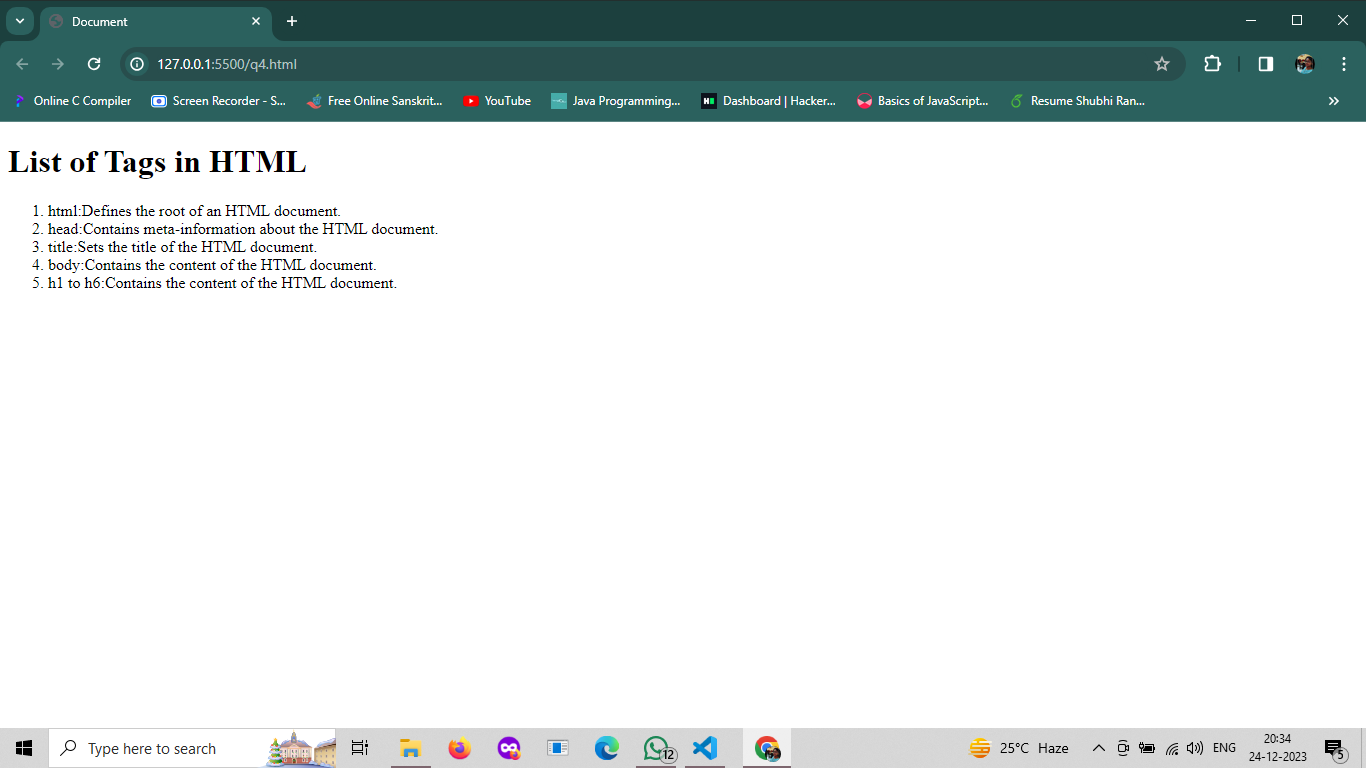 Document
127.0.0.1:5500/q4.html
Online C Compiler Screen Recorder - S... Free Online Sanskrit... YouTube Java Programming... Dashboard | Hacker... Basics of JavaScript... Resume Shubhi Ran...
List of Tags in HTML
1. html:Defines the root of an HTML document.
2. head:Contains meta-information about the HTML document.
3. title:Sets the title of the HTML document.
4. body:Contains the content of the HTML document.
5. h1 to h6:Contains the content of the HTML document.
Type here to search 12 25°C Haze ENG 20:34
24-12-2023 5